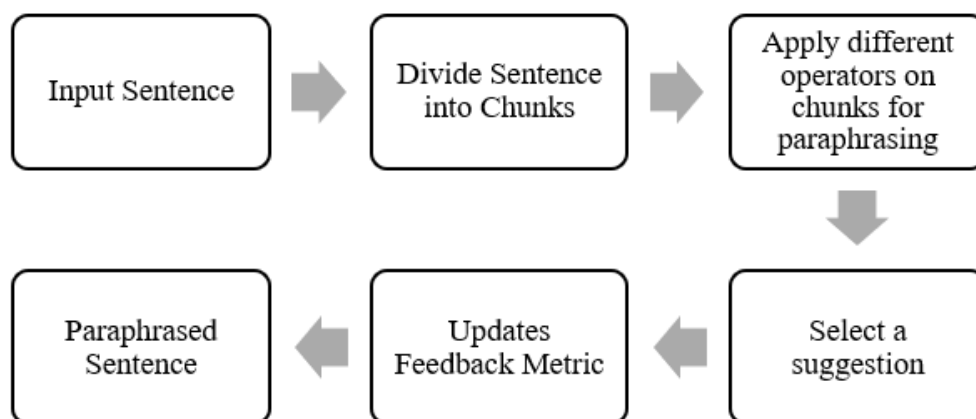 Input Sentence
Divide Sentence
into Chunks
Apply different
operators on
chunks for
paraphrasing
Select a
suggestion
Updates
Feedback Metric
Paraphrased
Sentence